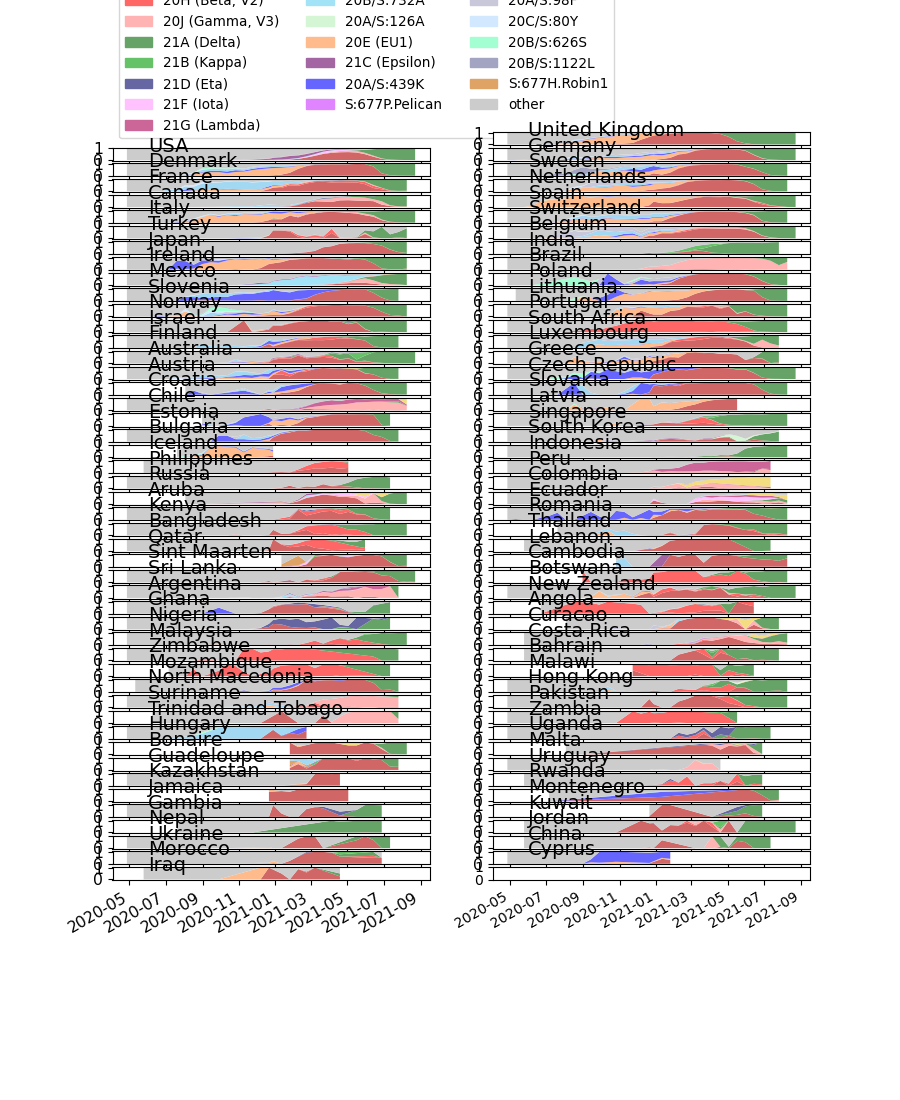 20H (Beta, V2) 20B/S:732A 20A/S:98F
20J (Gamma, V3) 20A/S:126A 20C/S:80Y
21A (Delta) 20E (EU1) 20B/S:626S
21B (Kappa) 21C (Epsilon) 20B/S:1122L
21D (Eta) 20A/S:439K S:677H.Robin1
21F (Iota) S:677P.Pelican other
21G (Lambda)
USA
Denmark
France
Canada
Italy
Turkey
Japan
Ireland
Mexico
Slovenia
Norway
Israel
Finland
Australia
Austria
Croatia
Chile
Estonia
Bulgaria
Iceland
Philippines
Russia
Aruba
Kenya
Bangladesh
Qatar
Sint Maarten
Sri Lanka
Argentina
Ghana
Nigeria
Malaysia
Zimbabwe
Mozambique
North Macedonia
Suriname
Trinidad and Tobago
Hungary
Bonaire
Guadeloupe
Kazakhstan
Jamaica
Gambia
Nepal
Ukraine
Morocco
Iraq
0
2020-05 2020-07 2020-09 2020-11 2021-01 2021-03 2021-05 2021-07 2021-09
United Kingdom
Germany
Sweden
Netherlands
Spain
Switzerland
Belgium
India
Brazil
Poland
Lithuania
Portugal
South Africa
Luxembourg
Greece
Czech Republic
Slovakia
Latvia
Singapore
South Korea
Indonesia
Peru
Colombia
Ecuador
Romania
Thailand
Lebanon
Cambodia
Botswana
New Zealand
Angola
Curacao
Costa Rica
Bahrain
Malawi
Hong Kong
Pakistan
Zambia
Uganda
Malta
Uruguay
Rwanda
Montenegro
Kuwait
Jordan
China
Cyprus
1
0
2020-05 2020-07 2020-09 2020-11 2021-01 2021-03 2021-05 2021-07 2021-09